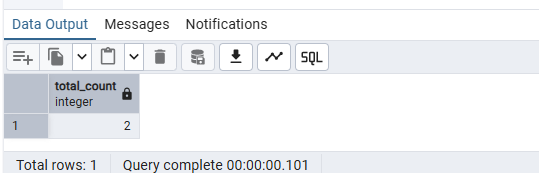 Data Output Messages Notifications
SQL
total_count
integer
1 2
Total rows: 1 Query complete 00:00:00.101